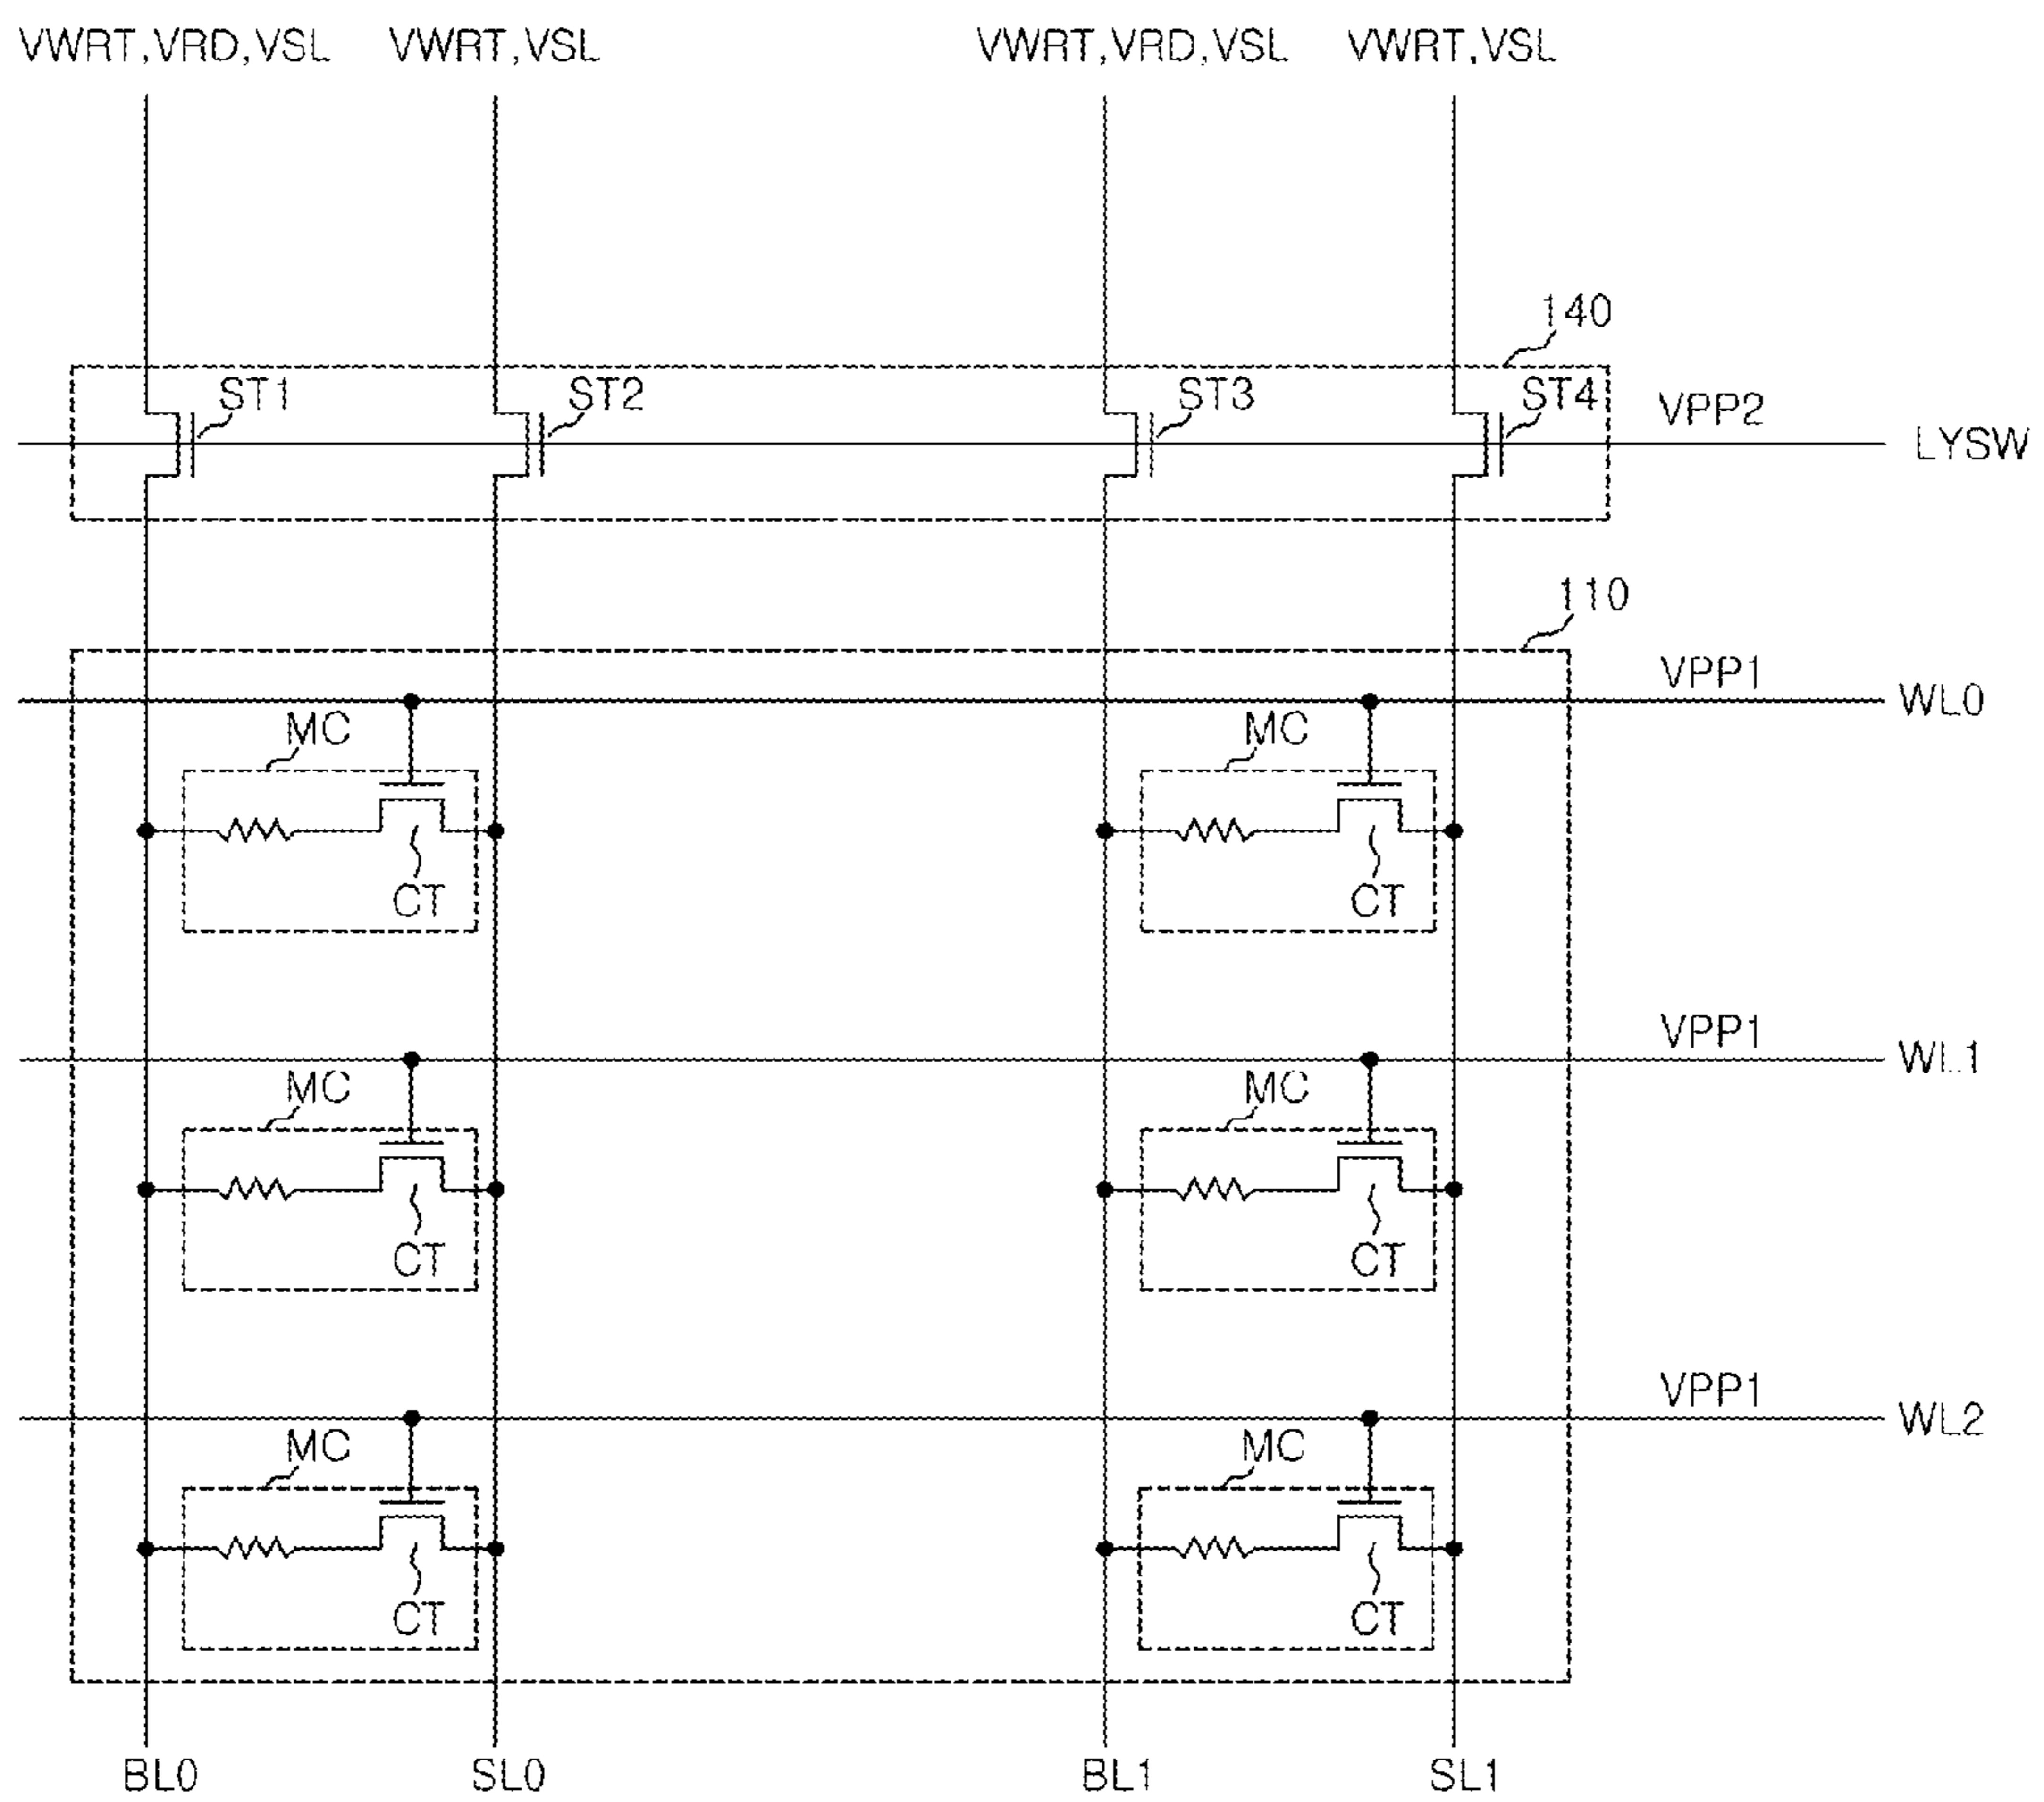 VWRT,VRD,VSL VWRT,VSL VWRT,VRD,VSL VWRT,VSL
140
ST1 ST2 ST3 ST4 VPP2
LYSW
110
VPP1
WL0
MC MC
CT CT
VPP1
WL1
MC MC
CT CT
VPP1
WL2
MC MC
CT CT
BL0 SL0 BL1 SL1